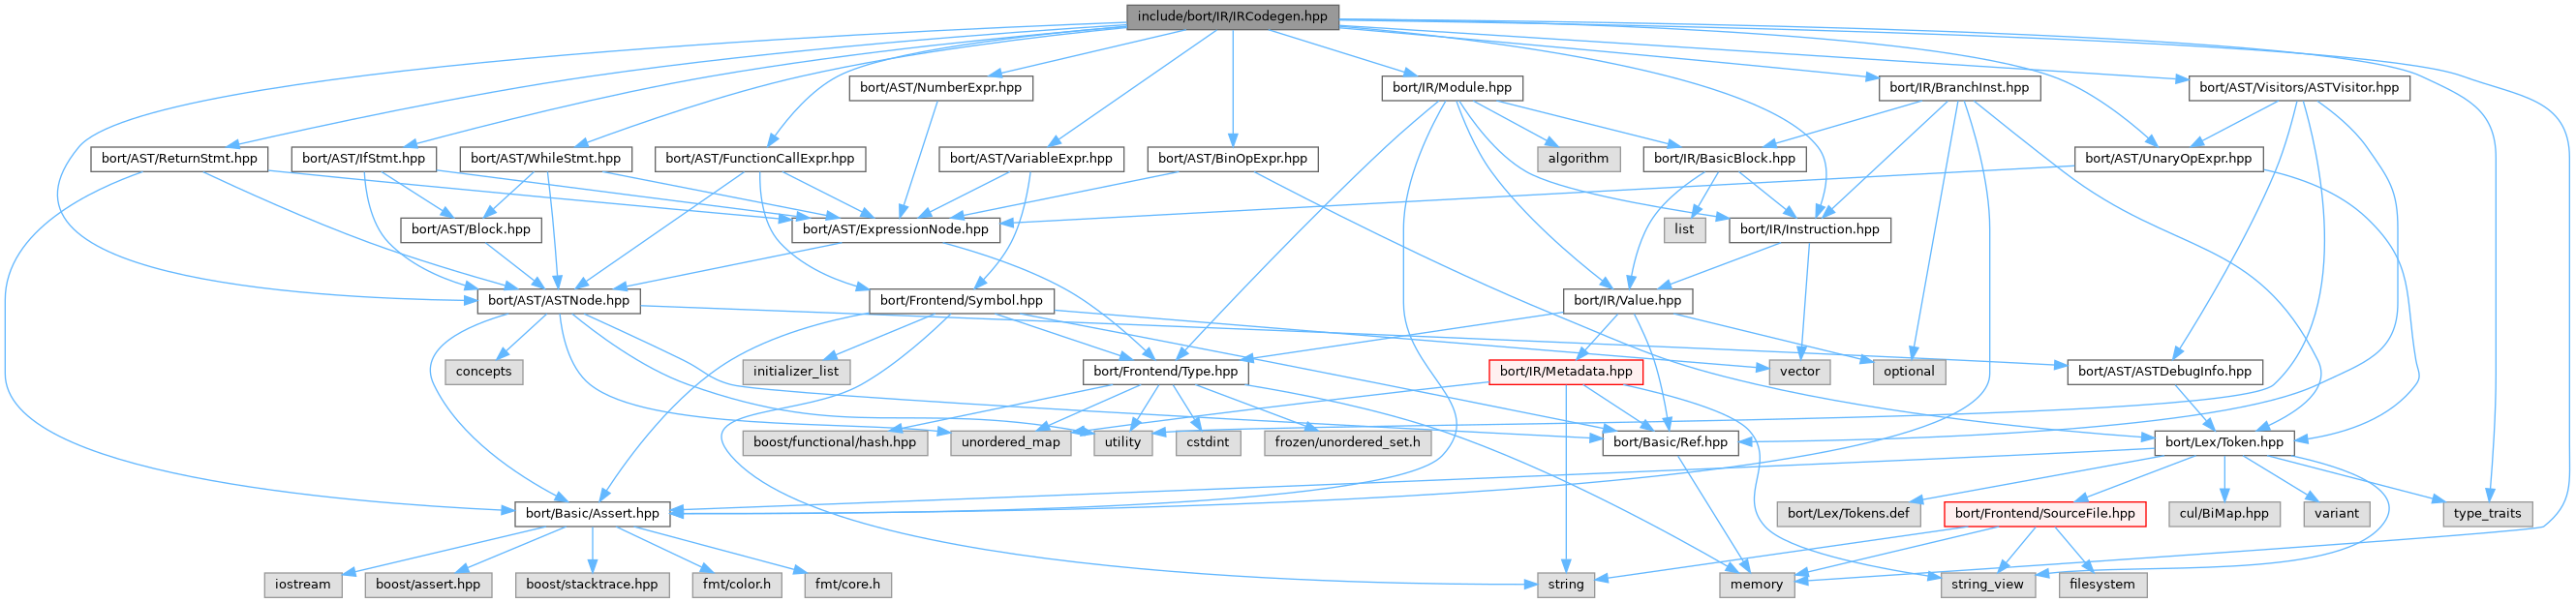 include/bort/IR/IRCodegen.hpp
bort/AST/NumberExpr.hpp
bort/IR/Module.hpp
bort/IR/BranchInst.hpp
bort/AST/Visitors/ASTVisitor.hpp
bort/AST/ReturnStmt.hpp
bort/AST/IfStmt.hpp
bort/AST/WhileStmt.hpp
bort/AST/FunctionCallExpr.hpp
bort/AST/VariableExpr.hpp
bort/AST/BinOpExpr.hpp
algorithm
bort/IR/BasicBlock.hpp
bort/AST/UnaryOpExpr.hpp
bort/AST/Block.hpp
bort/AST/ExpressionNode.hpp
list
bort/IR/Instruction.hpp
bort/AST/ASTNode.hpp
bort/Frontend/Symbol.hpp
bort/IR/Value.hpp
concepts
initializer_list
bort/Frontend/Type.hpp
bort/IR/Metadata.hpp
vector
optional
bort/AST/ASTDebugInfo.hpp
boost/functional/hash.hpp
unordered_map
utility
cstdint
frozen/unordered_set.h
bort/Basic/Ref.hpp
bort/Lex/Token.hpp
bort/Basic/Assert.hpp
bort/Lex/Tokens.def
bort/Frontend/SourceFile.hpp
cul/BiMap.hpp
variant
type_traits
iostream
boost/assert.hpp
boost/stacktrace.hpp
fmt/color.h
fmt/core.h
string
memory
string_view
filesystem